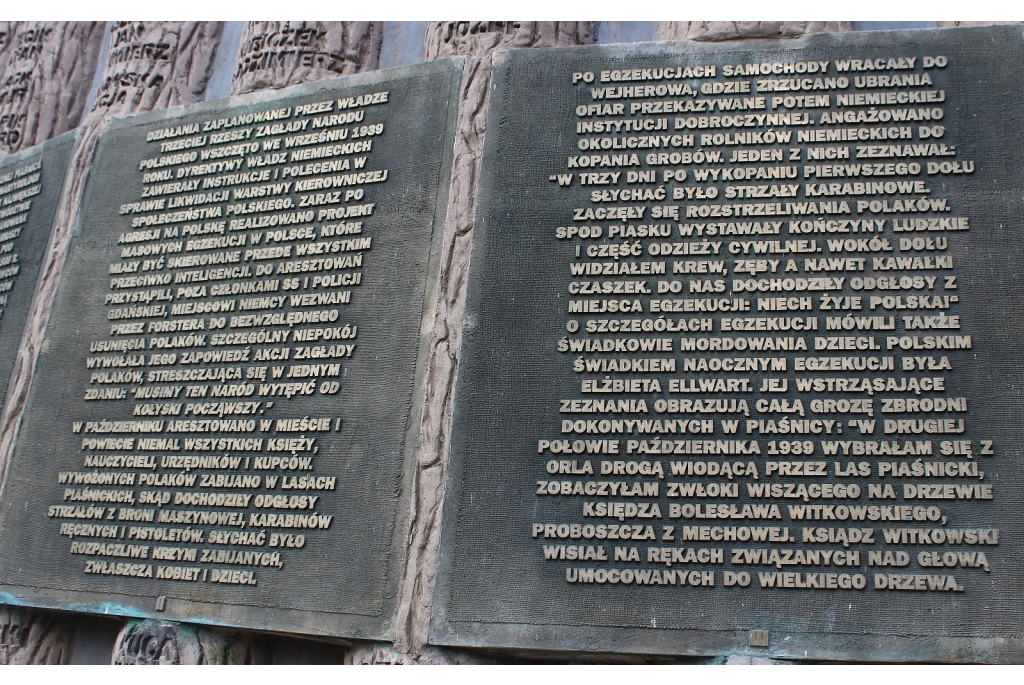 DZIAŁANIA ZAPLANOWANEJ PRZEZ WŁADZE
TRZECIEJ RZESZY ZAGŁADY NARODU
POLSKIEGO WSZCZĘTO WE WRZEŚNIU 1939
ROKU. DYREKTYWY WŁADZ NIEMIECKICH
ZAWIERAŁY INSTRUKCJE I POLECENIA W
SPRAWIE LIKWIDACJI WARSTWY KIEROWNICZEJ
SPOŁECZEŃSTWA POLSKIEGO. ZARAZ PO
AGRESJI NA POLSKĘ REALIZOWANO PROJEKT
MASOWYCH EGZEKUCJI W POLSCE, KTÓRE
MIAŁY BYĆ SKIEROWANE PRZEDE WSZYSTKIM
PRZECIWKO INTELIGENCJI. DO ARESZTOWAŃ
PRZYSTĄPILI, POZA CZŁONKAMI SS I POLICJI
GDAŃSKIEJ, MIEJSCOWI NIEMCY WEZWANI
PRZEZ FORSTERA DO BEZWZGLĘDNEGO
USUNIĘCIA POLAKÓW. SZCZEGÓLNY NIEPOKÓJ
WYWOŁAŁA JEGO ZAPOWIEDŹ AKCJI ZAGŁADY
POLAKÓW, STRESZCZAJĄCA SIĘ W JEDNYM
ZDANIU: "MUSIMY TEN NARÓD WYTĘPIĆ OD
KOŁYSKI POCZĄWSZY."
W PAŹDZIERNIKU ARESZTOWANO W MIEŚCIE I
POWIECIE NIEMAL WSZYSTKICH KSIĘŻY,
NAUCZYCIELI, URZĘDNIKÓW I KUPCÓW.
WYWOŻONYCH POLAKÓW ZABIJANO W LASACH
PIAŚNICKICH, SKĄD DOCHODZIŁY ODGŁOSY
STRZAŁÓW Z BRONI MASZYNOWEJ, KARABINÓW
RĘCZNYCH I PISTOLETÓW. SŁYCHAĆ BYŁO
ROZPACZLIWE KRZYKI ZABIJANYCH,
ZWŁASZCZA KOBIET I DZIECI.
PO EGZEKUCJACH SAMOCHODY WRACAŁY DO
WEJHEROWA, GDZIE ZRZUCANO UBRANIA
OFIAR PRZEKAZYWANE POTEM NIEMIECKIEJ
INSTYTUCJI DOBROCZYNNEJ. ANGAŻOWANO
OKOLICZNYCH ROLNIKÓW NIEMIECKICH DO
KOPANIA GROBÓW. JEDEN Z NICH ZEZNAWAŁ:
"W TRZY DNI PO WYKOPANIU PIERWSZEGO DOŁU
SŁYCHAĆ BYŁO STRZAŁY KARABINOWE.
ZACZĘŁY SIĘ ROZSTRZELIWANIA POLAKÓW.
SPOD PIASKU WYSTAWAŁY KOŃCZYNY LUDZKIE
I CZĘŚĆ ODZIEŻY CYWILNEJ. WOKÓŁ DOŁU
WIDZIAŁEM KREW, ZĘBY A NAWET KAWAŁKI
CZASZEK. DO NAS DOCHODZIŁY ODGŁOSY Z
MIEJSCA EGZEKUCJI: NIECH ŻYJE POLSKA!"
O SZCZEGÓŁACH EGZEKUCJI MÓWILI TAKŻE
ŚWIADKOWIE MORDOWANIA DZIECI. POLSKIM
ŚWIADKIEM NAOCZNYM EGZEKUCJI BYŁA
ELŻBIETA ELLWART. JEJ WSTRZĄSAJĄCE
ZEZNANIA OBRAZUJĄ CAŁĄ GROZĘ ZBRODNI
DOKONYWANYCH W PIAŚNICY: "W DRUGIEJ
POŁOWIE PAŹDZIERNIKA 1939 WYBRAŁAM SIĘ Z
ORLA DROGĄ WIODĄCĄ PRZEZ LAS PIAŚNICKI,
ZOBACZYŁAM ZWŁOKI WISZĄCEGO NA DRZEWIE
KSIĘDZA BOLESŁAWA WITKOWSKIEGO,
PROBOSZCZA Z MECHOWEJ. KSIĄDZ WITKOWSKI
WISIAŁ NA RĘKACH ZWIĄZANYCH NAD GŁOWĄ
UMOCOWANYCH DO WIELKIEGO DRZEWA.